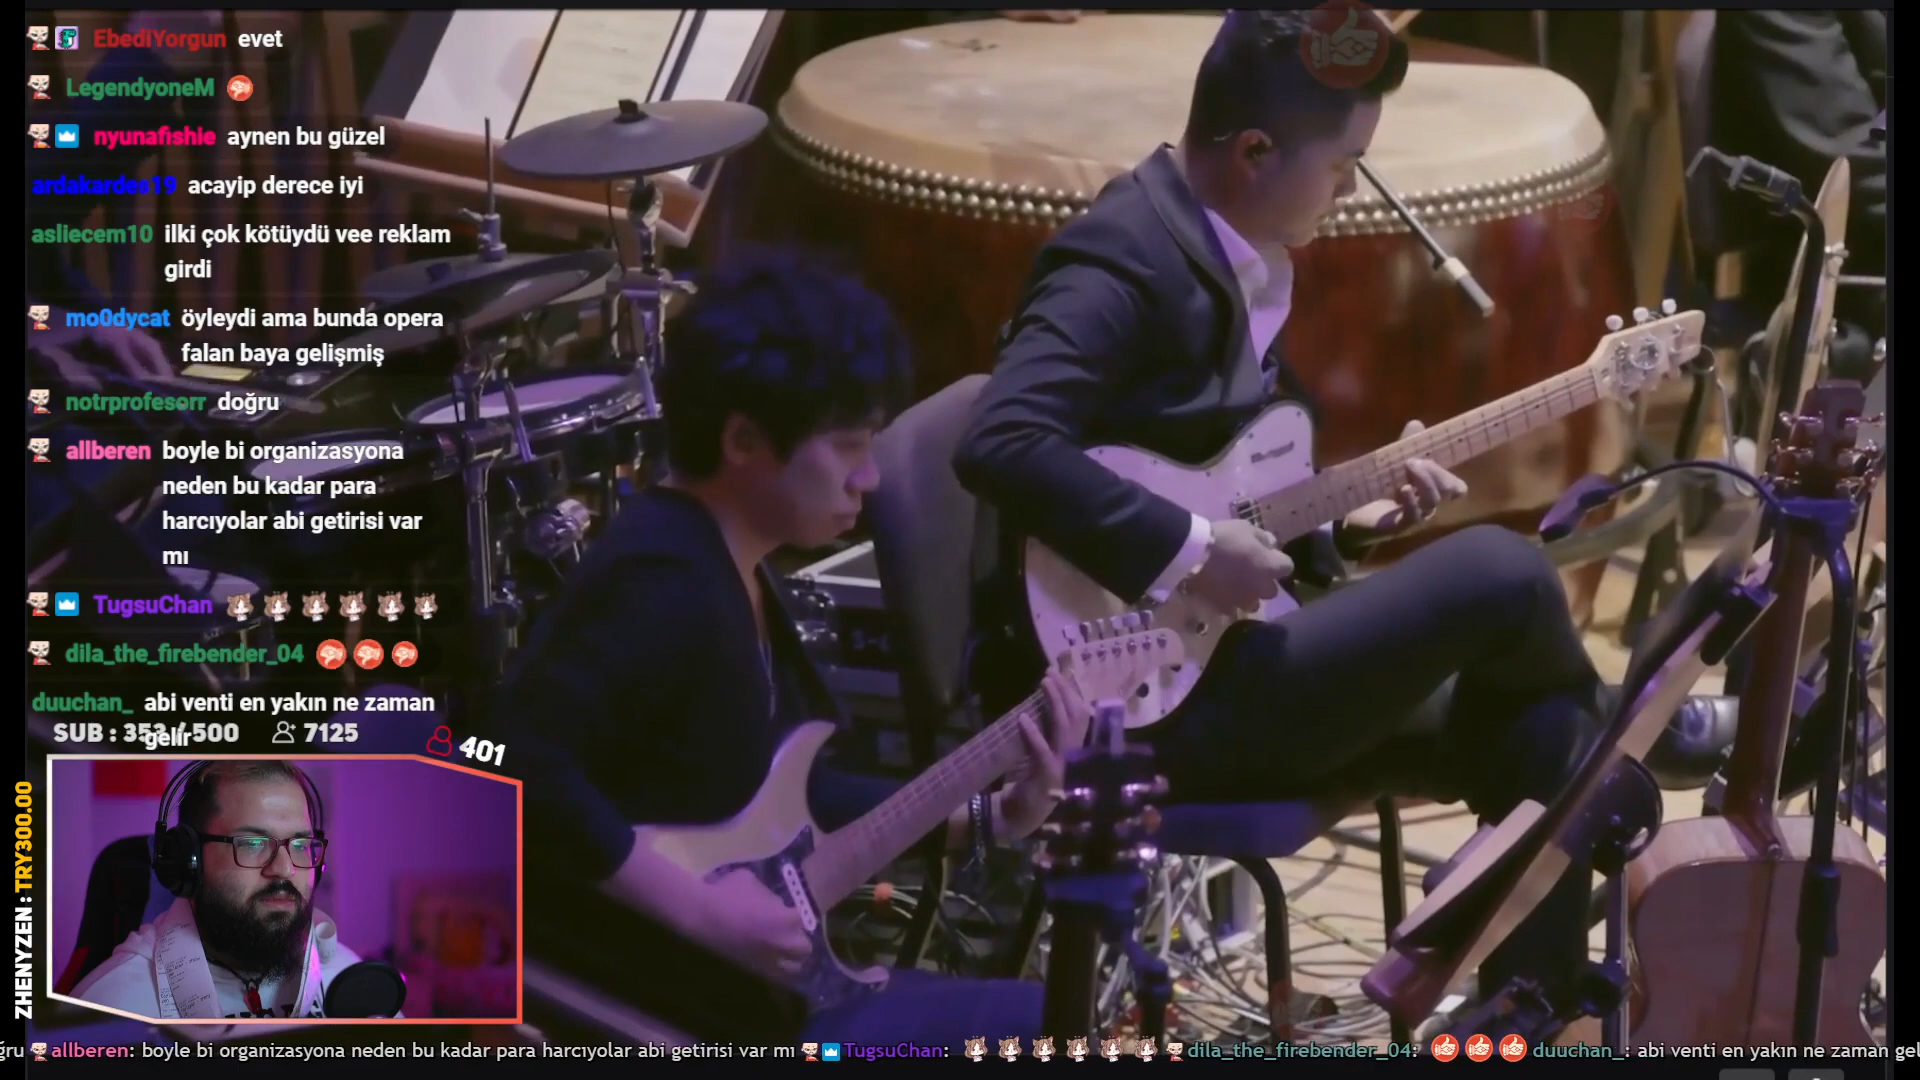 EbediYorgun evet
LegendyoneM
nyunafishie aynen bu güzel
ardakardes19 acayip derece iyi
asliecem10 ilki çok kötüydü vee reklam
girdi
mo0dycat öyleydi ama bunda opera
falan baya gelişmiş
notrprofesorr doğru
allberen boyle bi organizasyona
neden bu kadar para
harcıyolar abi getirisi var
mı
TugsuChan
dila_the_firebender_04
duuchan_ abi venti en yakın ne zaman
gelir
SUB : 353 / 500 7125
401
ZHENYZEN : TRY300.00
ğru allberen: boyle bi organizasyona neden bu kadar para harcıyolar abi getirisi var mı TugsuChan: dila_the_firebender_04: duuchan_: abi venti en yakın ne zaman gel